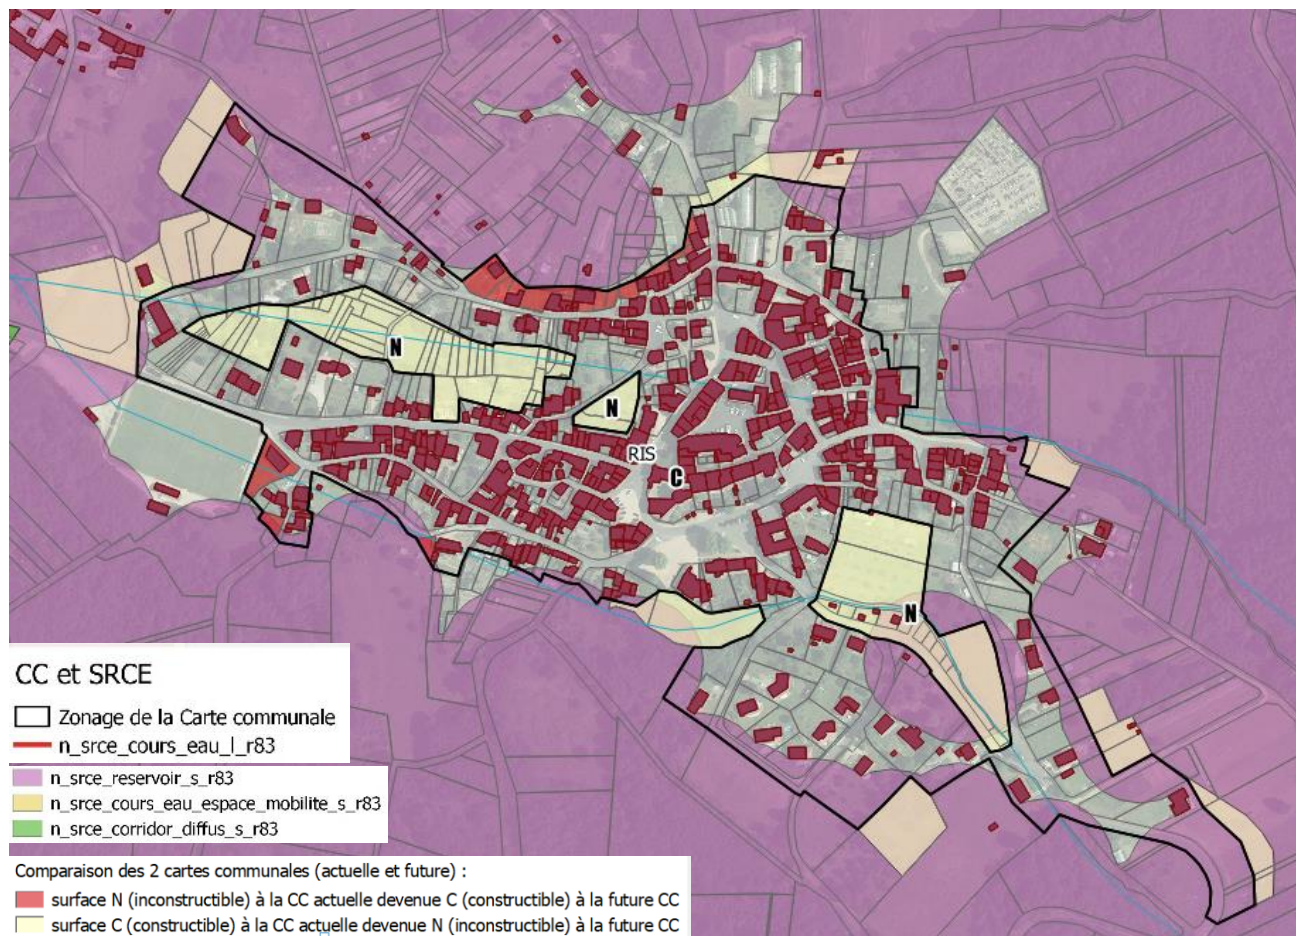 N
N
RIS
C
N
CC et SRCE
Zonage de la Carte communale
n_srce_cours_eau_l_r83
n_srce_reservoir_s_r83
n_srce_cours_eau_espace_mobilite_s_r83
n_srce_corridor_diffus_s_r83
Comparaison des 2 cartes communales (actuelle et future) :
surface N (inconstructible) à la CC actuelle devenue C (constructible) à la future CC
surface C (constructible) à la CC actuelle devenue N (inconstructible) à la future CC